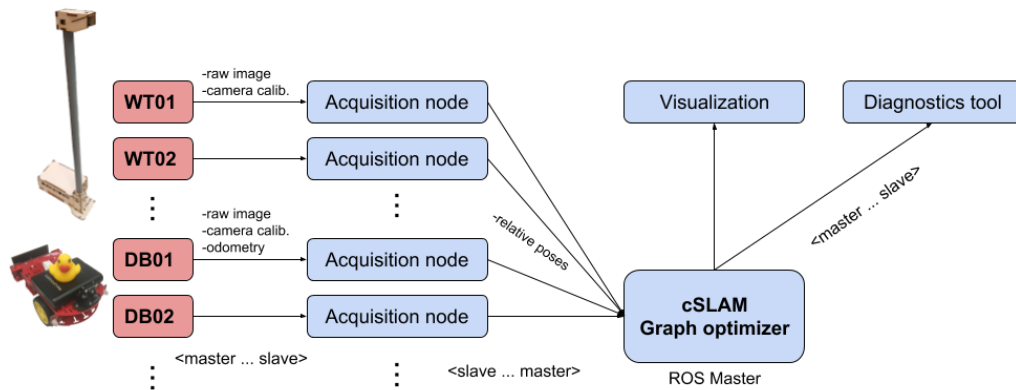 -raw image
-camera calib.
WT01
Acquisition node
Visualization
Diagnostics tool
WT02
Acquisition node
<master ... slave>
-raw image
-camera calib.
-odometry
-relative poses
DB01
Acquisition node
cSLAM
Graph optimizer
DB02
Acquisition node
<master ... slave>
<slave ... master>
ROS Master